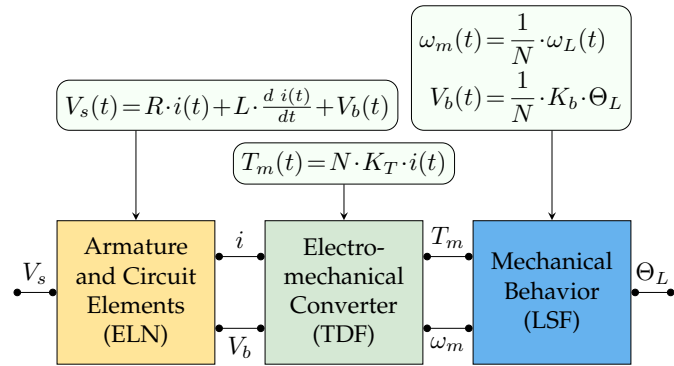 ω_m(t) = 1/N · ω_L(t)
V_b(t) = 1/N · K_b · Θ_L
V_s(t) = R · i(t) + L · d i(t)/dt + V_b(t)
T_m(t) = N · K_T · i(t)
V_s
Armature
and Circuit
Elements
(ELN)
i
V_b
Electro-
mechanical
Converter
(TDF)
T_m
ω_m
Mechanical
Behavior
(LSF)
Θ_L